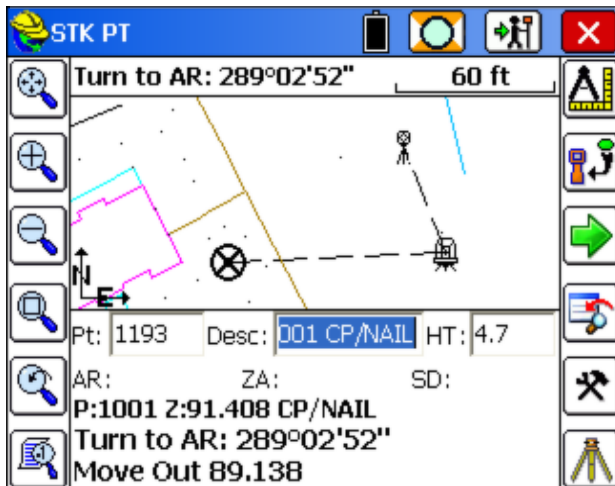 STK PT
Turn to AR: 289°02'52" 60 ft
N
E
Pt: 1193 Desc: 001 CP/NAIL HT: 4.7
AR: ZA: SD:
P:1001 Z:91.408 CP/NAIL
Turn to AR: 289°02'52"
Move Out 89.138